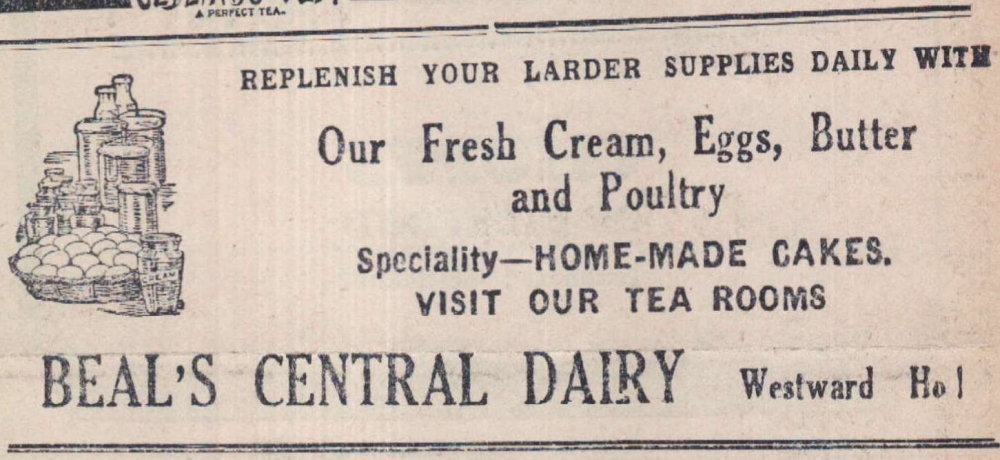 A PERFECT TEA.
REPLENISH YOUR LARDER SUPPLIES DAILY WITH
Our Fresh Cream, Eggs, Butter
and Poultry
Speciality—HOME-MADE CAKES.
VISIT OUR TEA ROOMS
BEAL'S CENTRAL DAIRY Westward Ho!
CREAM